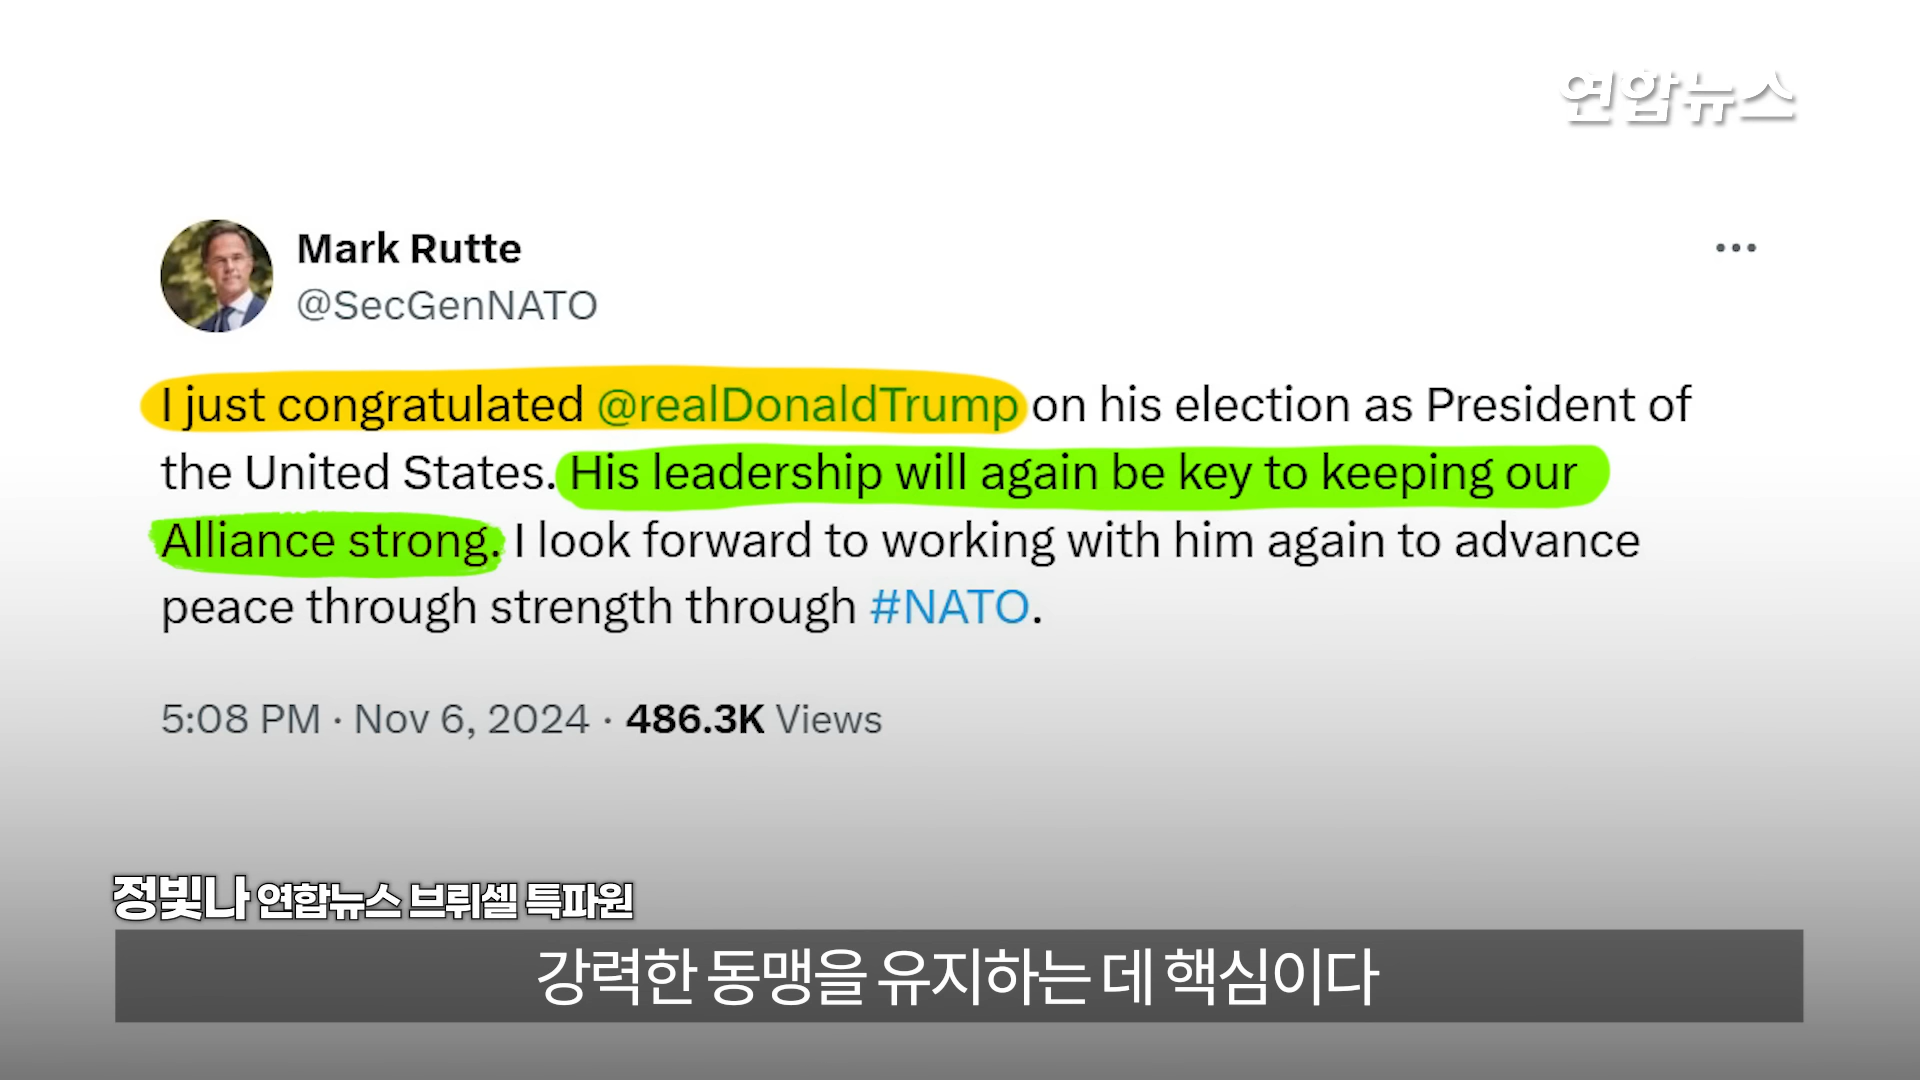 연합뉴스
Mark Rutte
@SecGenNATO
I just congratulated @realDonaldTrump on his election as President of
the United States. His leadership will again be key to keeping our
Alliance strong. I look forward to working with him again to advance
peace through strength through #NATO.
5:08 PM · Nov 6, 2024 · 486.3K Views
정빛나 연합뉴스 브뤼셀 특파원
강력한 동맹을 유지하는 데 핵심이다